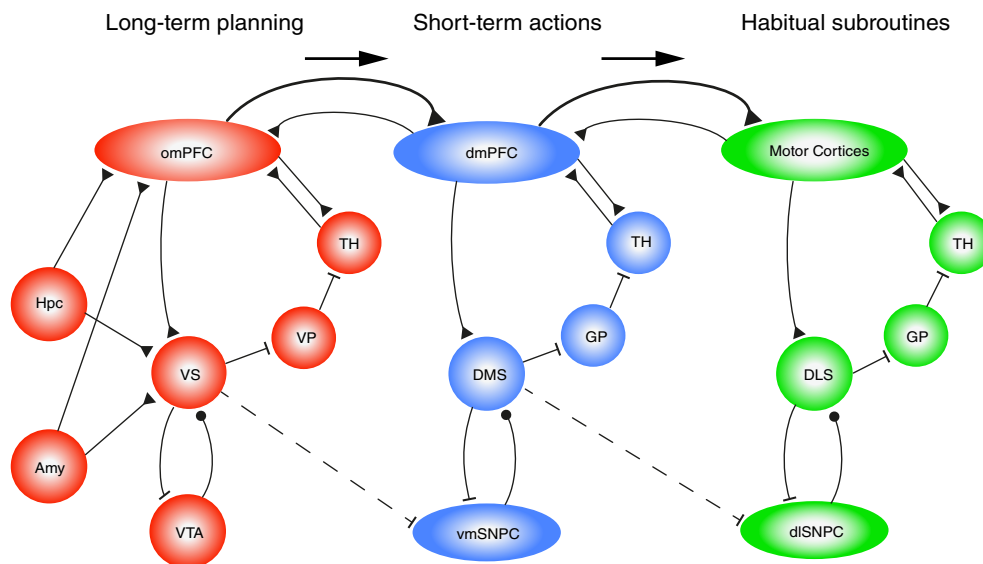 Long-term planning
Short-term actions
Habitual subroutines
omPFC
dmPFC
Motor Cortices
TH
TH
TH
Hpc
VP
GP
GP
VS
DMS
DLS
Amy
VTA
vmSNPC
dlSNPC